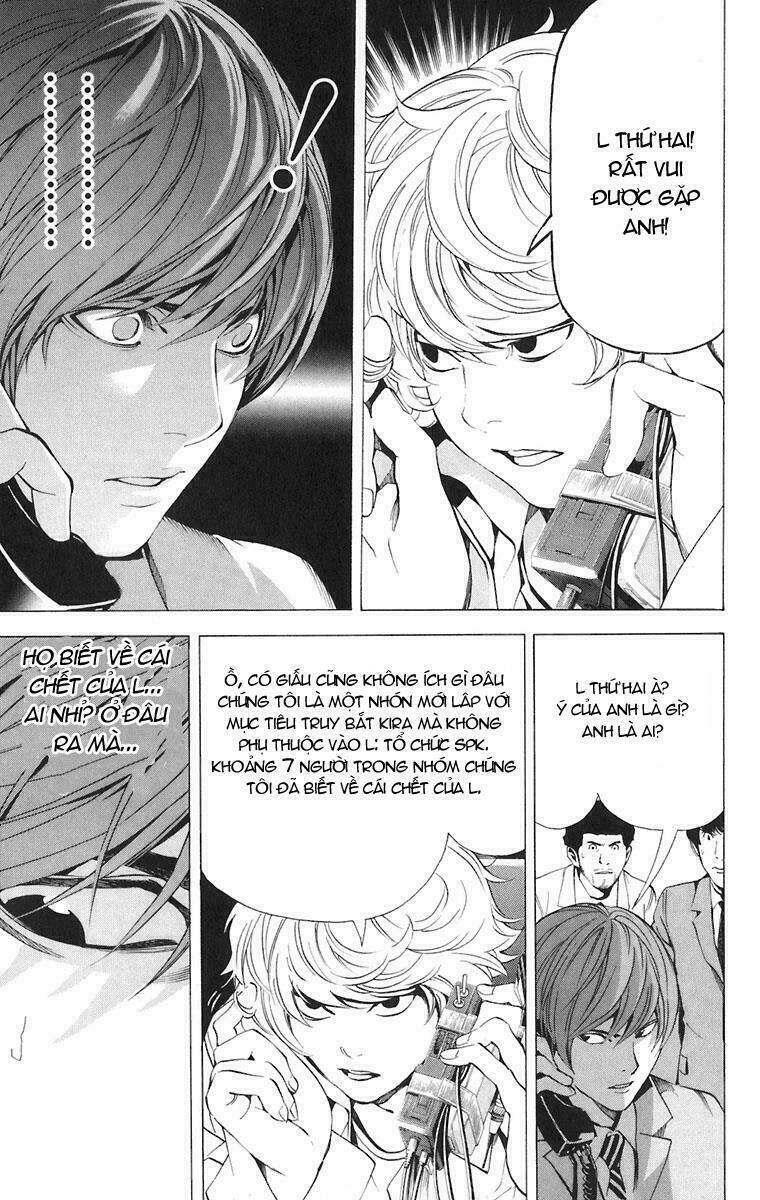 L THỨ HAI!
RẤT VUI
ĐƯỢC GẶP
ANH!
L THỨ HAI À?
Ý CỦA ANH LÀ GÌ?
ANH LÀ AI?
Ồ, CÓ GIẤU CŨNG KHÔNG ÍCH GÌ ĐÂU
CHÚNG TÔI LÀ MỘT NHÓN MỚI LẬP VỚI
MỤC TIÊU TRUY BẮT KIRA MÀ KHÔNG
PHỤ THUỘC VÀO L: TỔ CHỨC SPK.
KHOẢNG 7 NGƯỜI TRONG NHÓM CHÚNG
TÔI ĐÃ BIẾT VỀ CÁI CHẾT CỦA L.
HỌ BIẾT VỀ CÁI
CHẾT CỦA L...
AI NHỈ? Ở ĐÂU
RA MÀ...